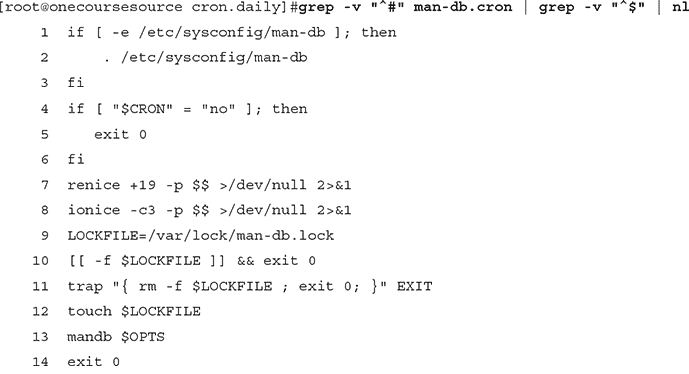 [root@onecoursesource cron.daily]#grep -v "^#" man-db.cron | grep -v "^$" | nl
1 if [ -e /etc/sysconfig/man-db ]; then
2 . /etc/sysconfig/man-db
3 fi
4 if [ "$CRON" = "no" ]; then
5 exit 0
6 fi
7 renice +19 -p $$ >/dev/null 2>&1
8 ionice -c3 -p $$ >/dev/null 2>&1
9 LOCKFILE=/var/lock/man-db.lock
10 [[ -f $LOCKFILE ]] && exit 0
11 trap "{ rm -f $LOCKFILE ; exit 0; }" EXIT
12 touch $LOCKFILE
13 mandb $OPTS
14 exit 0